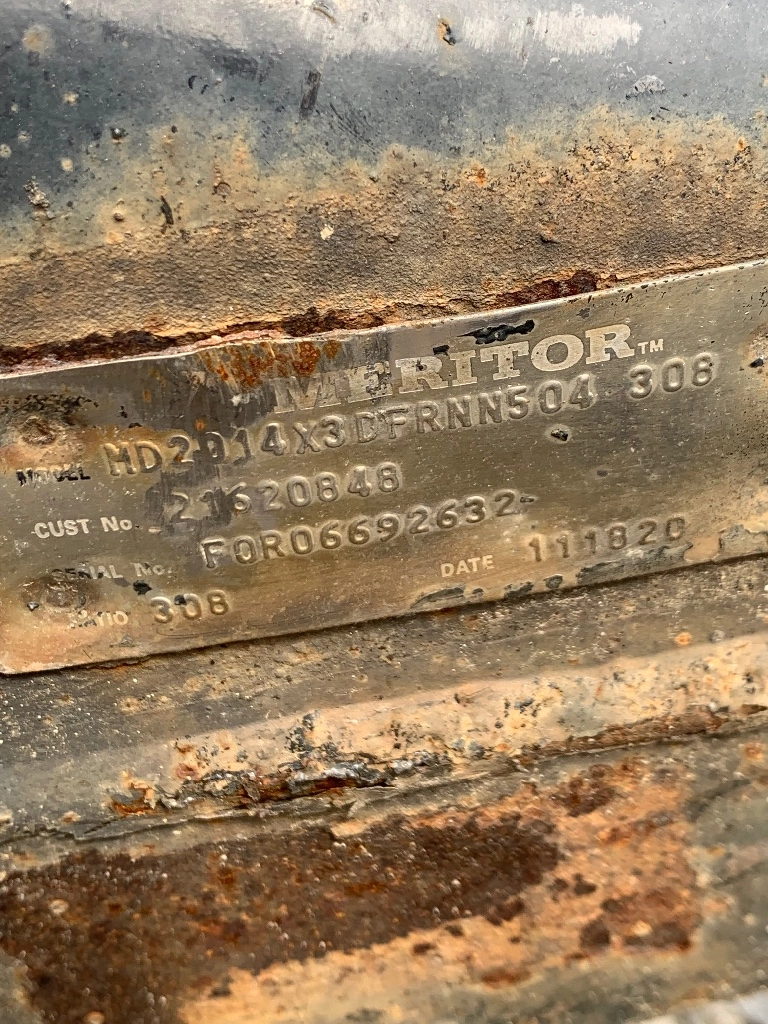 MERITOR™
MODEL MD2014X3DFRNN504 308
CUST No. 21620848
SERIAL No. FOR06692632
DATE 111820
RATIO 308